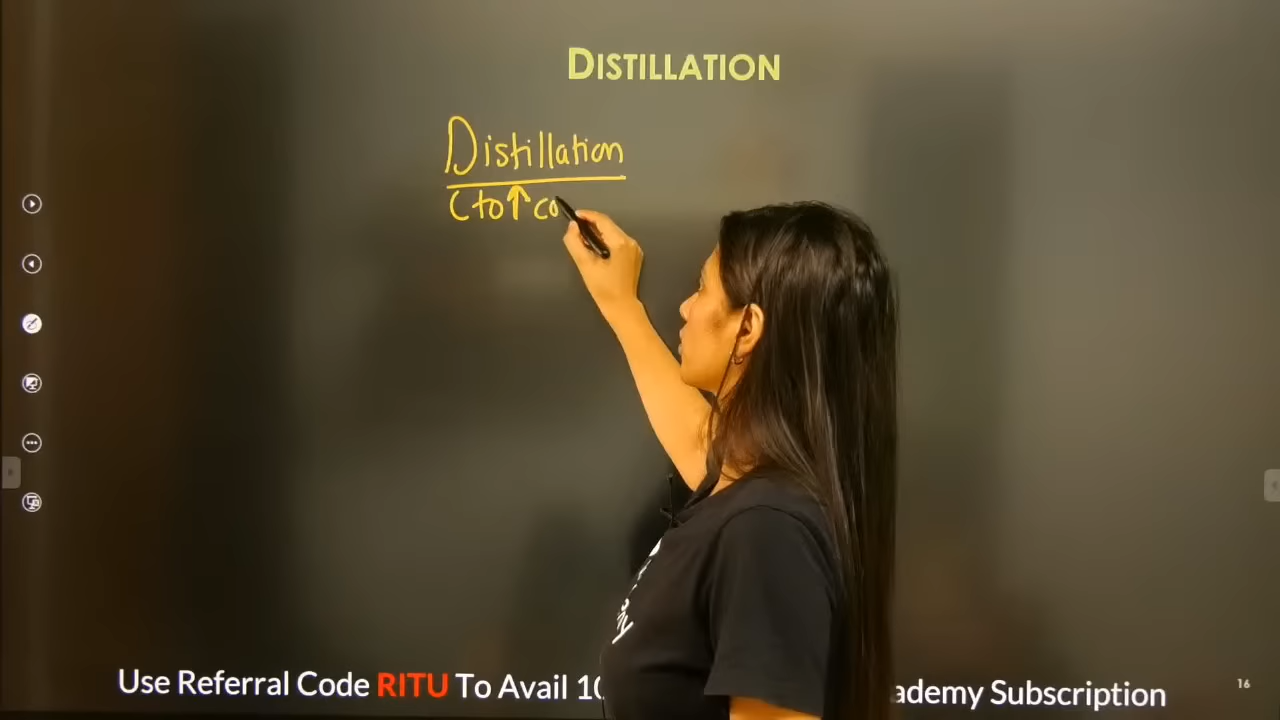 DISTILLATION
Distillation
(to ↑ co
Use Referral Code RITU To Avail 10 ademy Subscription
16